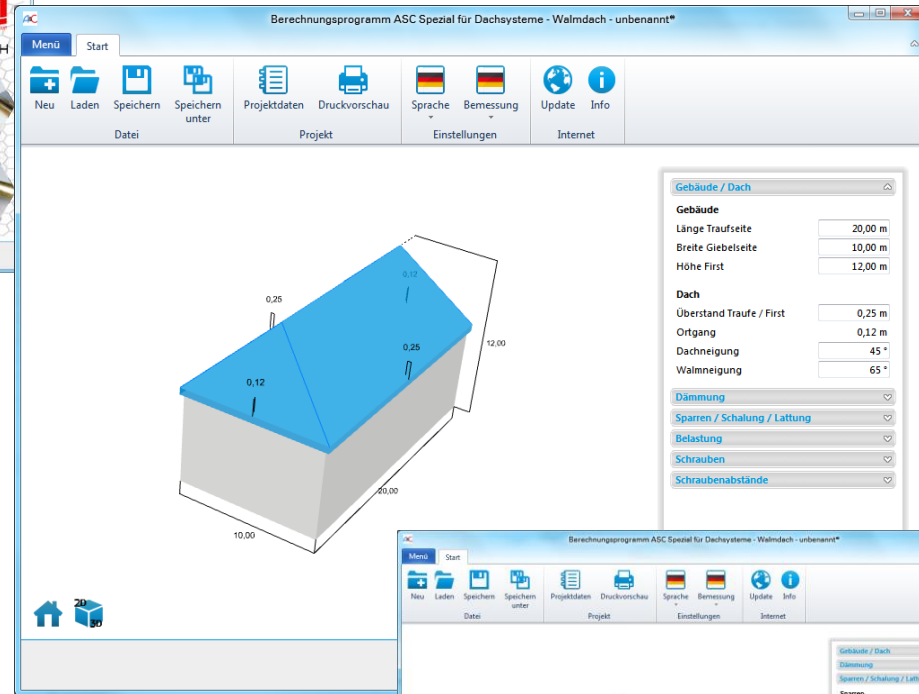 H
Berechnungsprogramm ASC Spezial für Dachsysteme - Walmdach - unbenannt*
Menü Start
Neu Laden Speichern Speichern unter Projektdaten Druckvorschau Sprache Bemessung Update Info
Datei Projekt Einstellungen Internet
Gebäude / Dach
Gebäude
Länge Traufseite 20,00 m
Breite Giebelseite 10,00 m
Höhe First 12,00 m
Dach
Überstand Traufe / First 0,25 m
Ortgang 0,12 m
Dachneigung 45 °
Walmneigung 65 °
Dämmung
Sparren / Schalung / Lattung
Belastung
Schrauben
Schraubenabstände
0,12
0,25
12,00
0,25
0,12
20,00
10,00
2D
3D
Berechnungsprogramm ASC Spezial für Dachsysteme - Walmdach - unbenannt*
Menü Start
Neu Laden Speichern Speichern unter Projektdaten Druckvorschau Sprache Bemessung Update Info
Datei Projekt Einstellungen Internet
Gebäude / Dach
Dämmung
Sparren / Schalung / Latt
Sparren